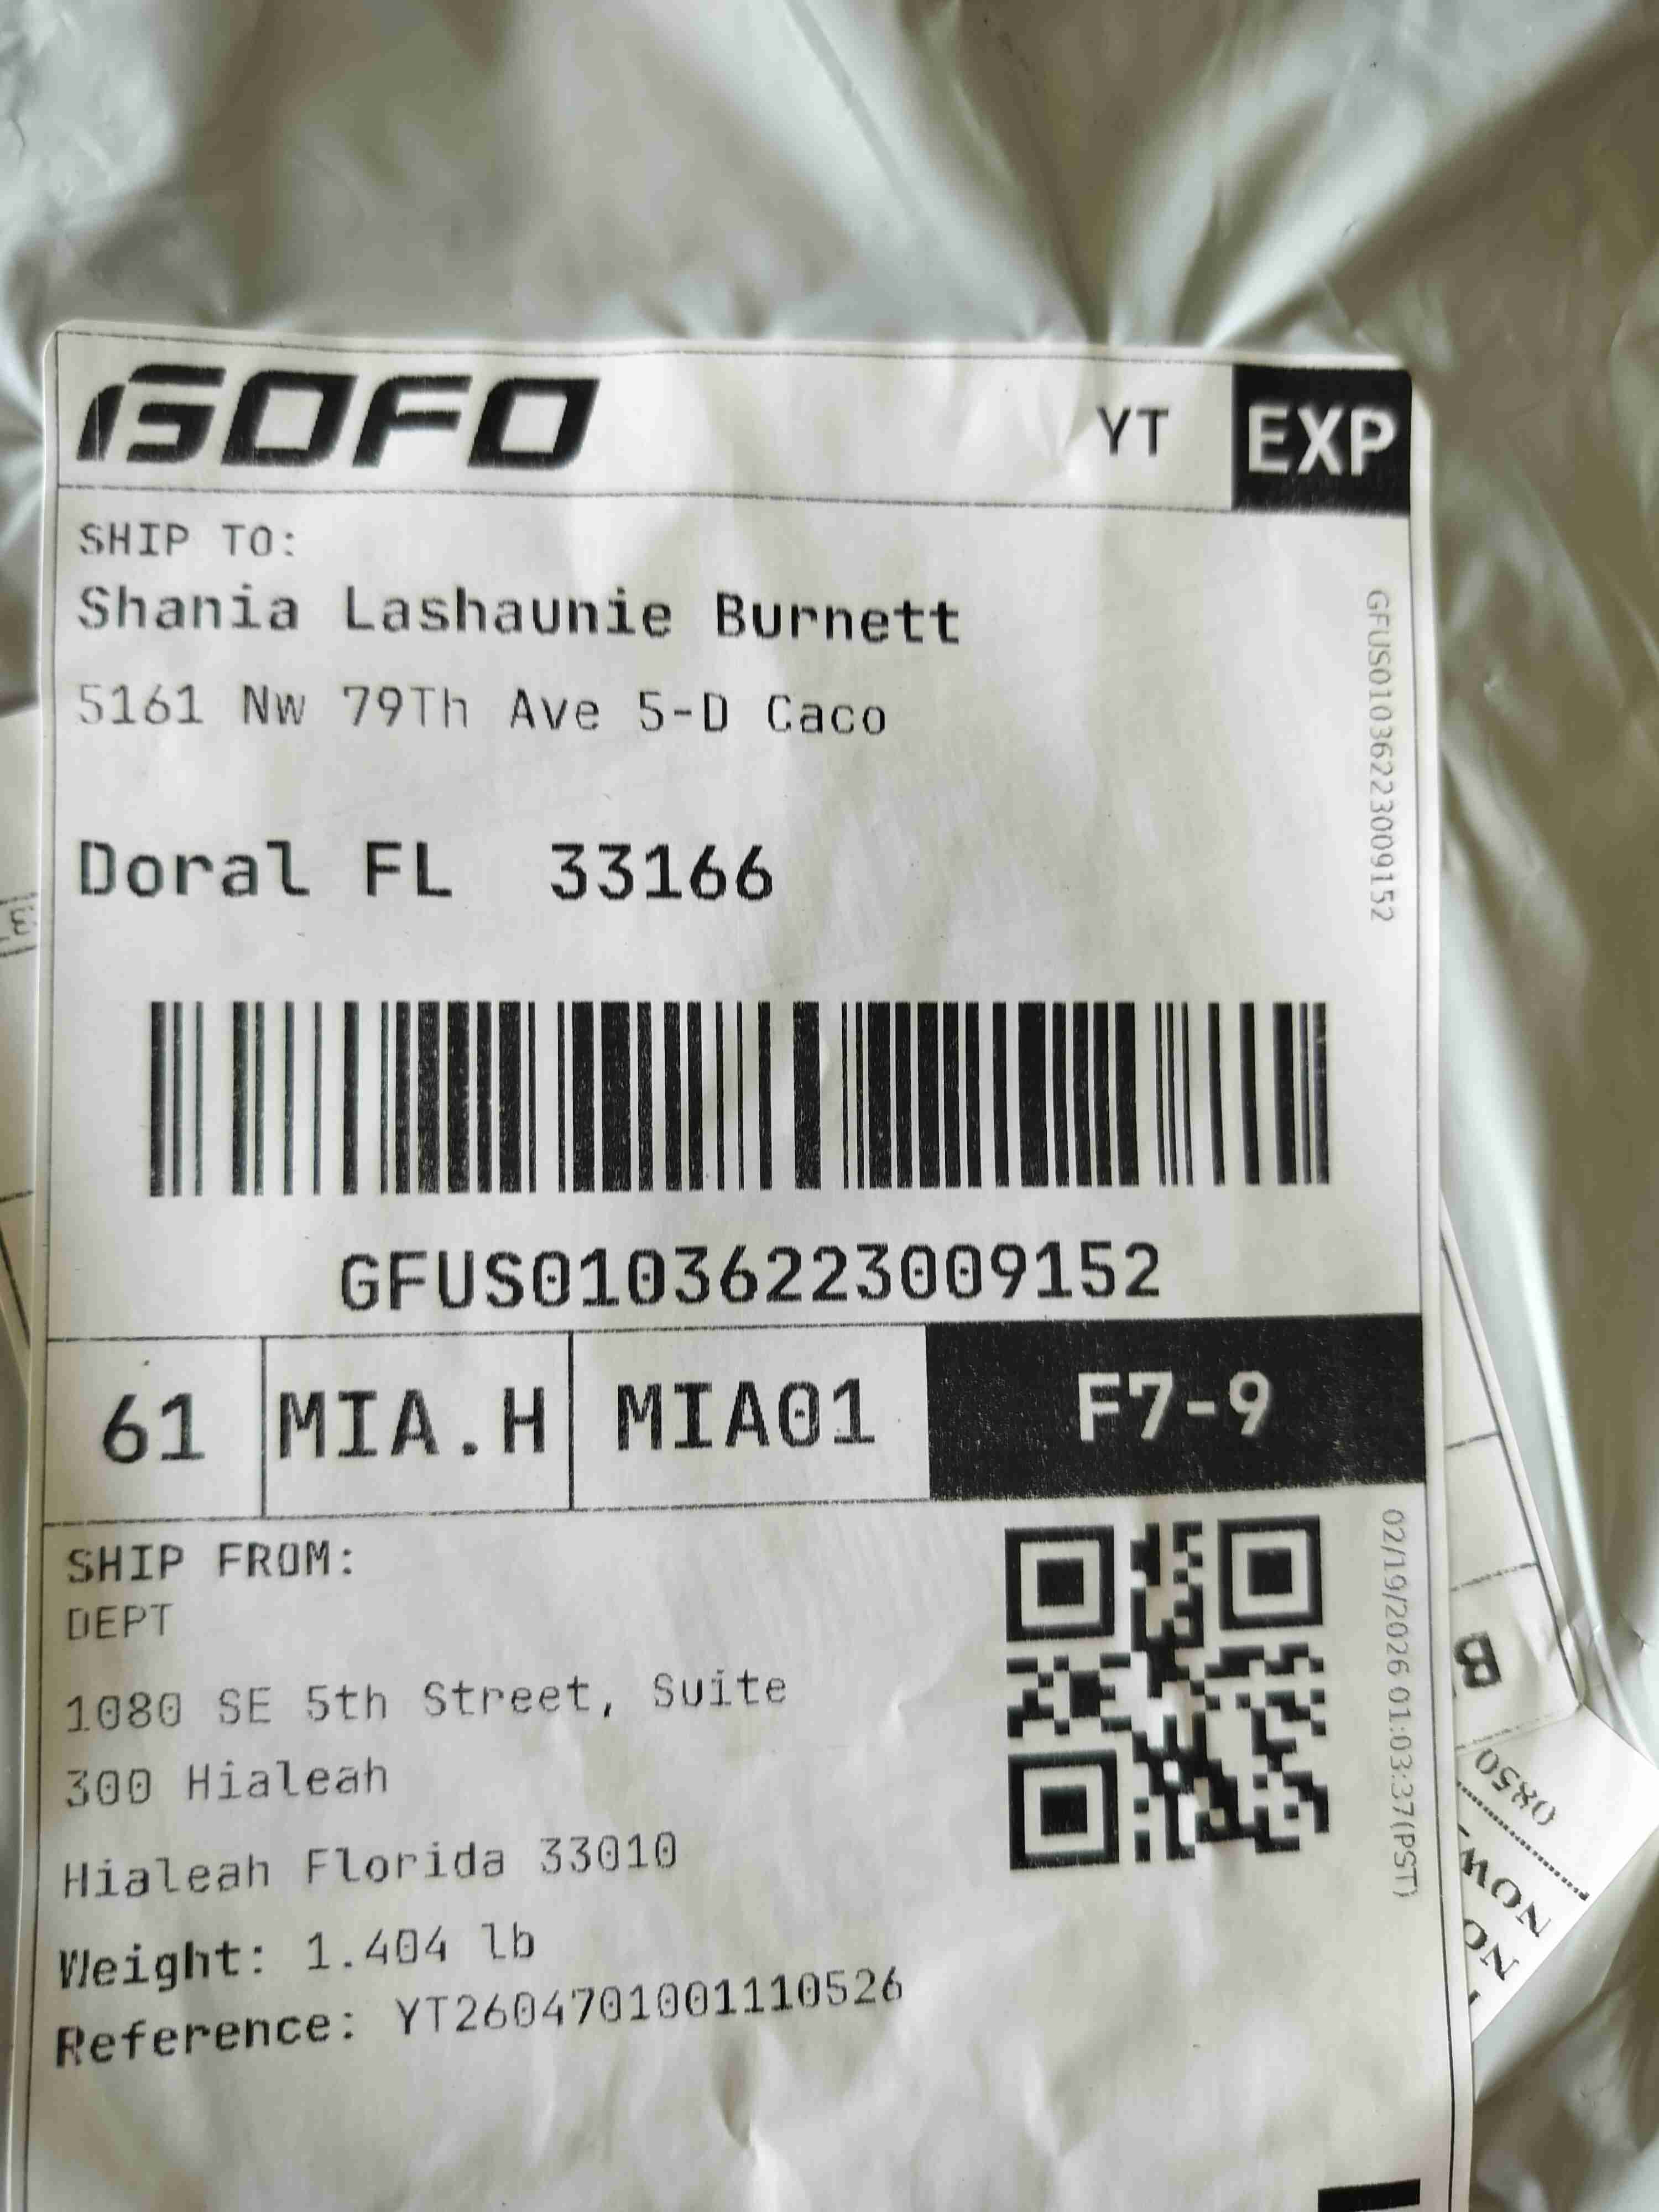 GOFO YT EXP
SHIP TO:
Shania Lashaunie Burnett
5161 Nw 79Th Ave 5-D Caco
Doral FL 33166
GFUS01036223009152
GFUS01036223009152
61 MIA.H MIA01 F7-9
SHIP FROM:
DEPT
1080 SE 5th Street, Suite
300 Hialeah
Hialeah Florida 33010
Weight: 1.404 lb
Reference: YT2604701001110526
02/19/2026 01:03:37(PST)
B
0850
NOW,
NO